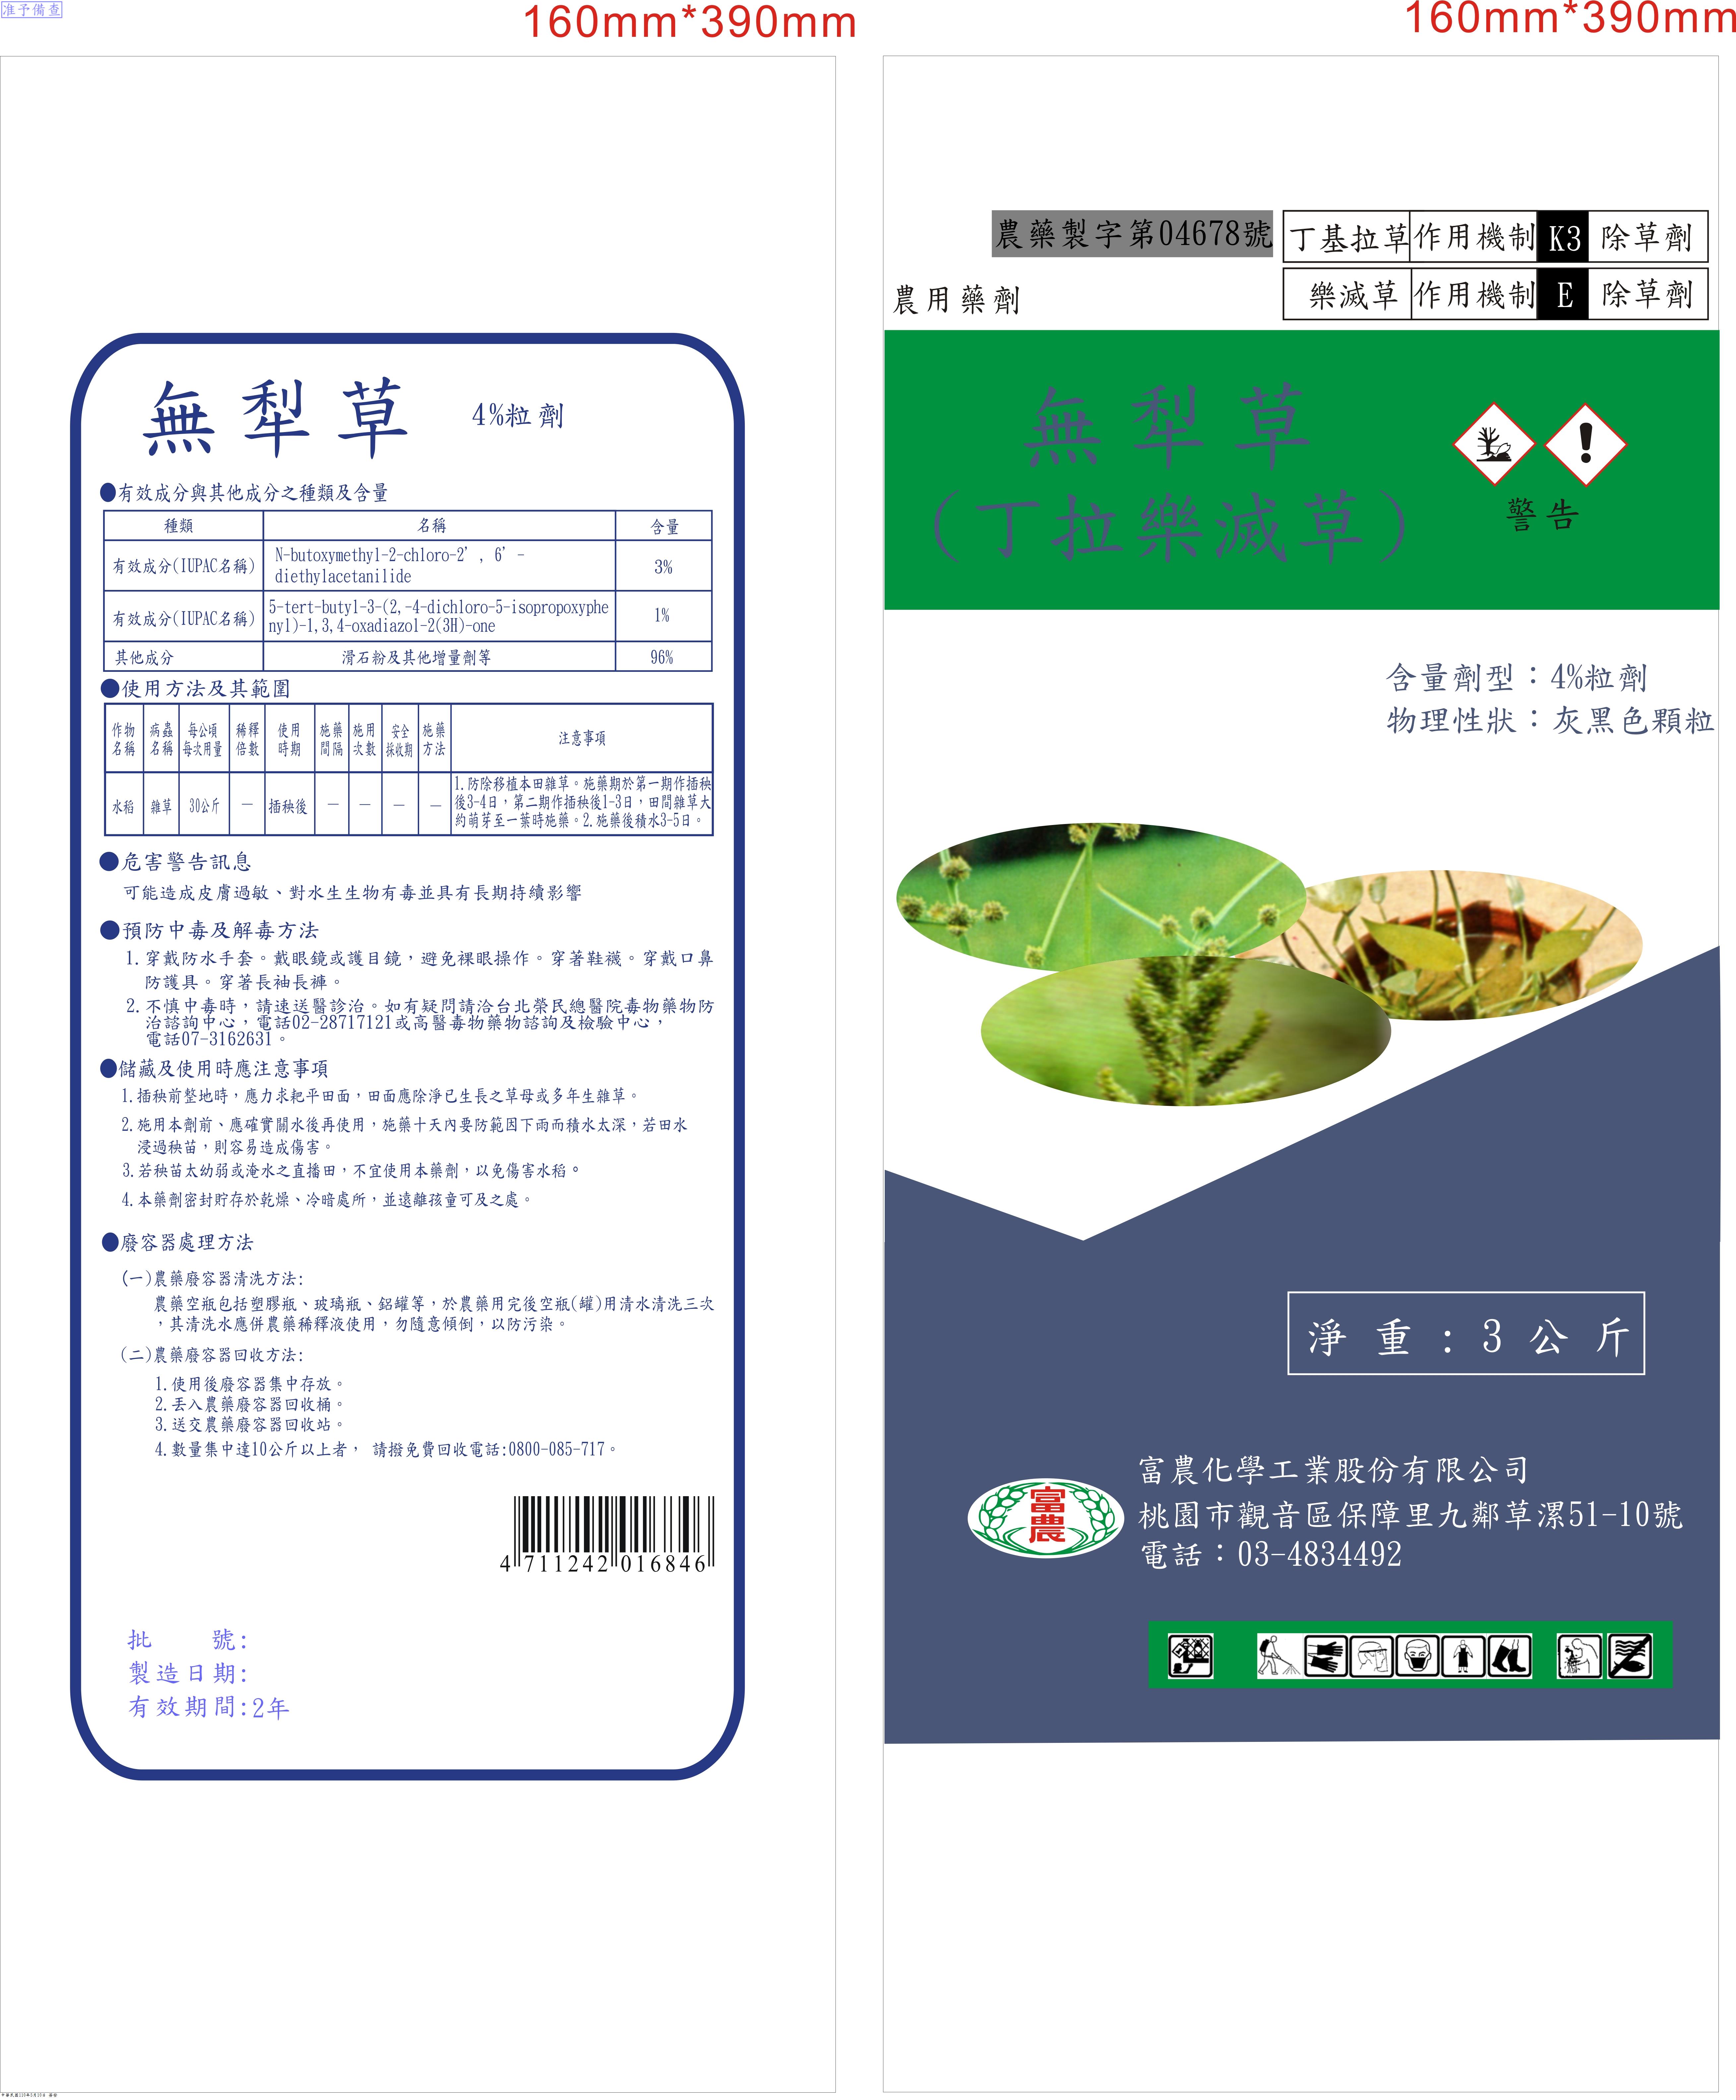 准予備查
160mm*390mm
無犁草 4%粒劑
●有效成分與其他成分之種類及含量
種類 名稱 含量
有效成分(IUPAC名稱) N-butoxymethyl-2-chloro-2', 6'-
diethylacetanilide 3%
有效成分(IUPAC名稱) 5-tert-butyl-3-(2,-4-dichloro-5-isopropoxyphe
nyl)-1,3,4-oxadiazol-2(3H)-one 1%
其他成分 滑石粉及其他增量劑等 96%
●使用方法及其範圍
作物名稱 病蟲名稱 每公頃每次用量 稀釋倍數 使用時期 施藥間隔 施用次數 安全採收期 施藥方法 注意事項
水稻 雜草 30公斤 — 插秧後 — — — — 1.防除移植本田雜草。施藥期於第一期作插秧
後3-4日，第二期作插秧後1-3日，田間雜草大
約萌芽至一葉時施藥。2.施藥後積水3-5日。
●危害警告訊息
可能造成皮膚過敏、對水生生物有毒並具有長期持續影響
●預防中毒及解毒方法
1.穿戴防水手套。戴眼鏡或護目鏡，避免裸眼操作。穿著鞋襪。穿戴口鼻
防護具。穿著長袖長褲。
2.不慎中毒時，請速送醫診治。如有疑問請洽台北榮民總醫院毒物藥物防
治諮詢中心，電話02-28717121或高醫毒物藥物諮詢及檢驗中心，
電話07-3162631。
●儲藏及使用時應注意事項
1.插秧前整地時，應力求耙平田面，田面應除淨已生長之草母或多年生雜草。
2.施用本劑前、應確實關水後再使用，施藥十天內要防範因下雨而積水太深，若田水
浸過秧苗，則容易造成傷害。
3.若秧苗太幼弱或淹水之直播田，不宜使用本藥劑，以免傷害水稻。
4.本藥劑密封貯存於乾燥、冷暗處所，並遠離孩童可及之處。
●廢容器處理方法
(一)農藥廢容器清洗方法:
農藥空瓶包括塑膠瓶、玻璃瓶、鋁罐等，於農藥用完後空瓶(罐)用清水清洗三次
，其清洗水應併農藥稀釋液使用，勿隨意傾倒，以防污染。
(二)農藥廢容器回收方法:
1.使用後廢容器集中存放。
2.丟入農藥廢容器回收桶。
3.送交農藥廢容器回收站。
4.數量集中達10公斤以上者， 請撥免費回收電話:0800-085-717。
4 711242 016846
批 號:
製造日期:
有效期間:2年
160mm*390mm
農藥製字第04678號
丁基拉草 作用機制 K3 除草劑
樂滅草 作用機制 E 除草劑
農用藥劑
無犁草
(丁拉樂滅草)
警告
含量劑型：4%粒劑
物理性狀：灰黑色顆粒
淨重:3公斤
富農
富農化學工業股份有限公司
桃園市觀音區保障里九鄰草漯51-10號
電話：03-4834492